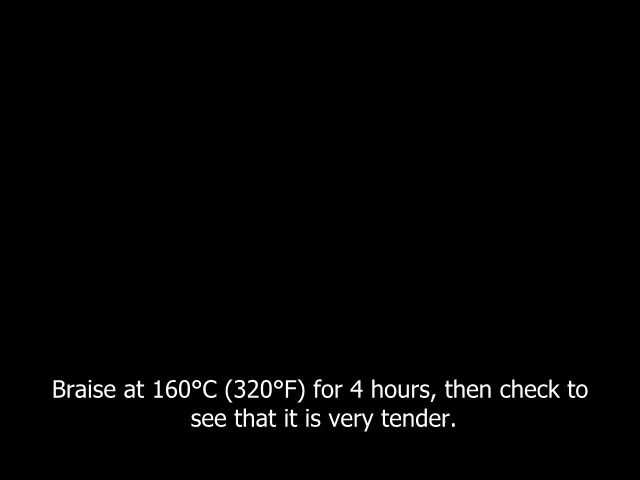 Braise at 160°C (320°F) for 4 hours, then check to
see that it is very tender.